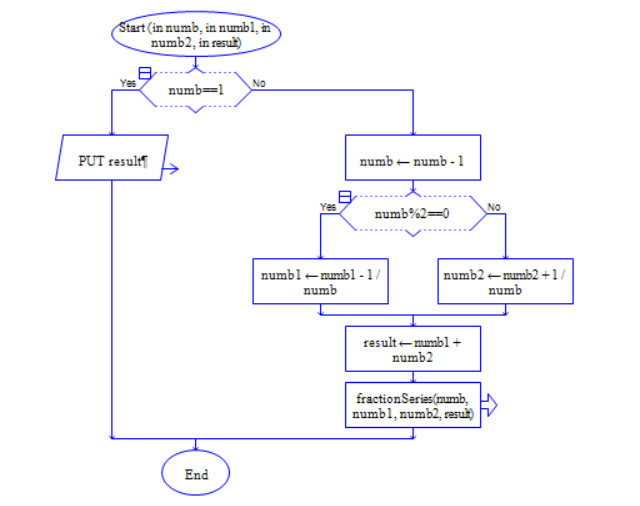 Start (in numb, in numb1, in
numb2, in result)
Yes
numb==1
No
PUT result¶
numb ← numb - 1
Yes
numb%2==0
No
numb1 ← numb1 - 1 /
numb
numb2 ← numb2 + 1 /
numb
result ← numb1 +
numb2
fractionSeries(numb,
numb1, numb2, result)
End